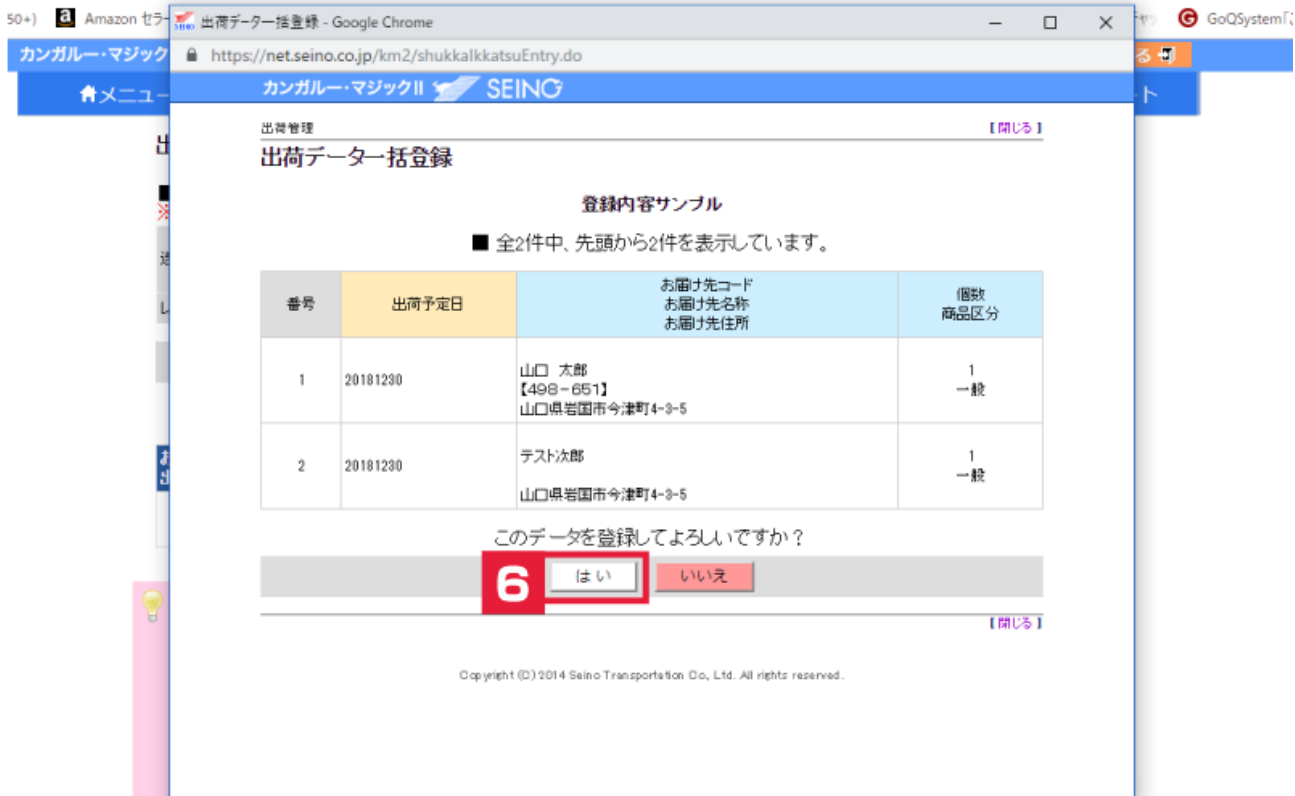 50+)
a
Amazon セラー
出荷データ一括登録 - Google Chrome
GoQSystem「
カンガルー・マジック
https://net.seino.co.jp/km2/shukkaIkkatsuEntry.do
る
メニュー
カンガルー・マジックII SEINO
ト
出荷管理
【閉じる】
出荷データ一括登録
登録内容サンプル
■ 全2件中、先頭から2件を表示しています。
番号
出荷予定日
お届け先コード
お届け先名称
お届け先住所
個数
商品区分
1
20181230
山口 太郎
【498-651】
山口県岩国市今津町4-3-5
1
一般
2
20181230
テスト次郎
山口県岩国市今津町4-3-5
1
一般
このデータを登録してよろしいですか?
6
はい
いいえ
【閉じる】
Copyright (C) 2014 Seino Transportation Co, Ltd. All rights reserved.